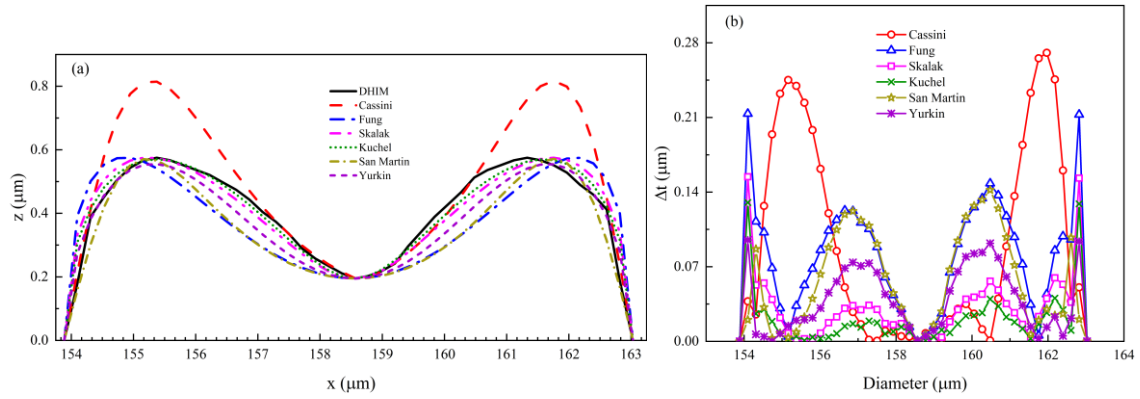 (a)
DHIM
Cassini
Fung
Skalak
Kuchel
San Martin
Yurkin
0.8
0.6
0.4
0.2
0.0
z (μm)
154 155 156 157 158 159 160 161 162 163
x (μm)
(b)
Cassini
Fung
Skalak
Kuchel
San Martin
Yurkin
0.28
0.21
0.14
0.07
0.00
Δt (μm)
154 156 158 160 162 164
Diameter (μm)